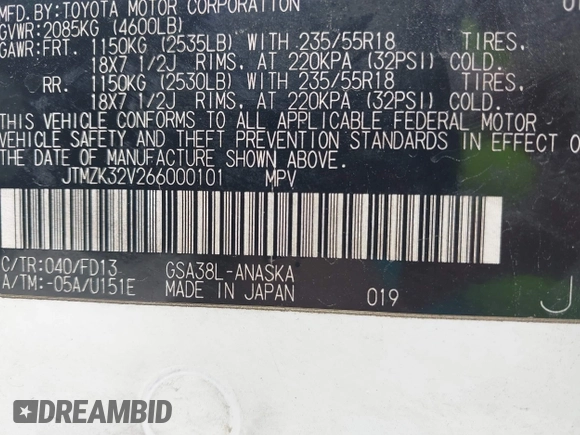 MFD.BY:TOYOTA MOTOR CORPORATION 01
GVWR:2085KG (4600LB)
GAWR:FRT. 1150KG (2535LB) WITH 235/55R18 TIRES,
18X7 1/2J RIMS, AT 220KPA (32PSI) COLD.
RR. 1150KG (2530LB) WITH 235/55R18 TIRES,
18X7 1/2J RIMS, AT 220KPA (32PSI) COLD.
THIS VEHICLE CONFORMS TO ALL APPLICABLE FEDERAL MOTOR
VEHICLE SAFETY AND THEFT PREVENTION STANDARDS IN EFFECT O
THE DATE OF MANUFACTURE SHOWN ABOVE.
JTMZK32V266000101 MPV
C/TR:040/FD13 GSA38L-ANASKA
A/TM:-05A/U151E MADE IN JAPAN 019 J
DREAMBID